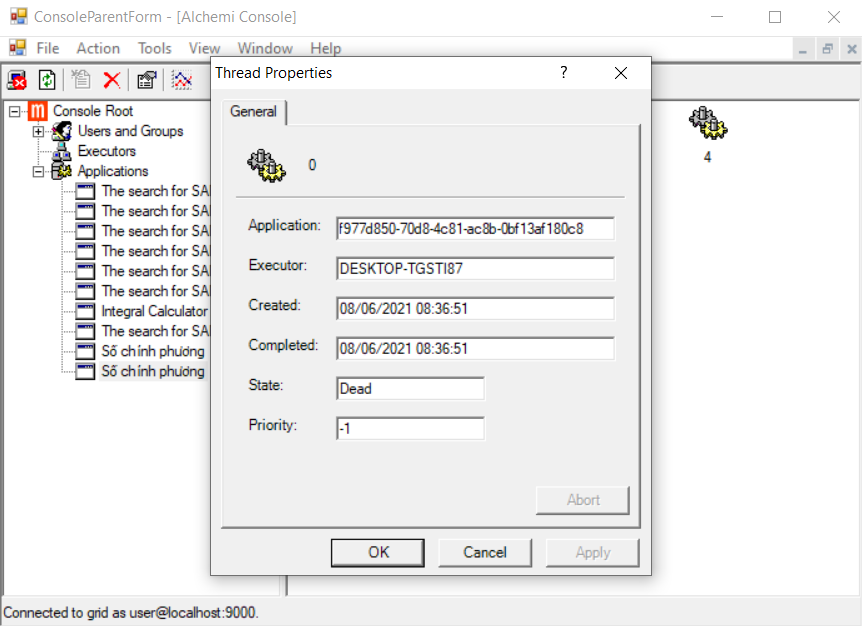 ConsoleParentForm - [Alchemi Console]
File Action Tools View Window Help
Thread Properties
General
0
Application: f977d850-70d8-4c81-ac8b-0bf13af180c8
Executor: DESKTOP-TGSTI87
Created: 08/06/2021 08:36:51
Completed: 08/06/2021 08:36:51
State: Dead
Priority: -1
Abort
OK Cancel Apply
Console Root
Users and Groups
Executors
Applications
The search for SA
The search for SA
The search for SA
The search for SA
The search for SA
The search for SA
Integral Calculator
The search for SA
Số chính phương
Số chính phương
4
Connected to grid as user@localhost:9000.